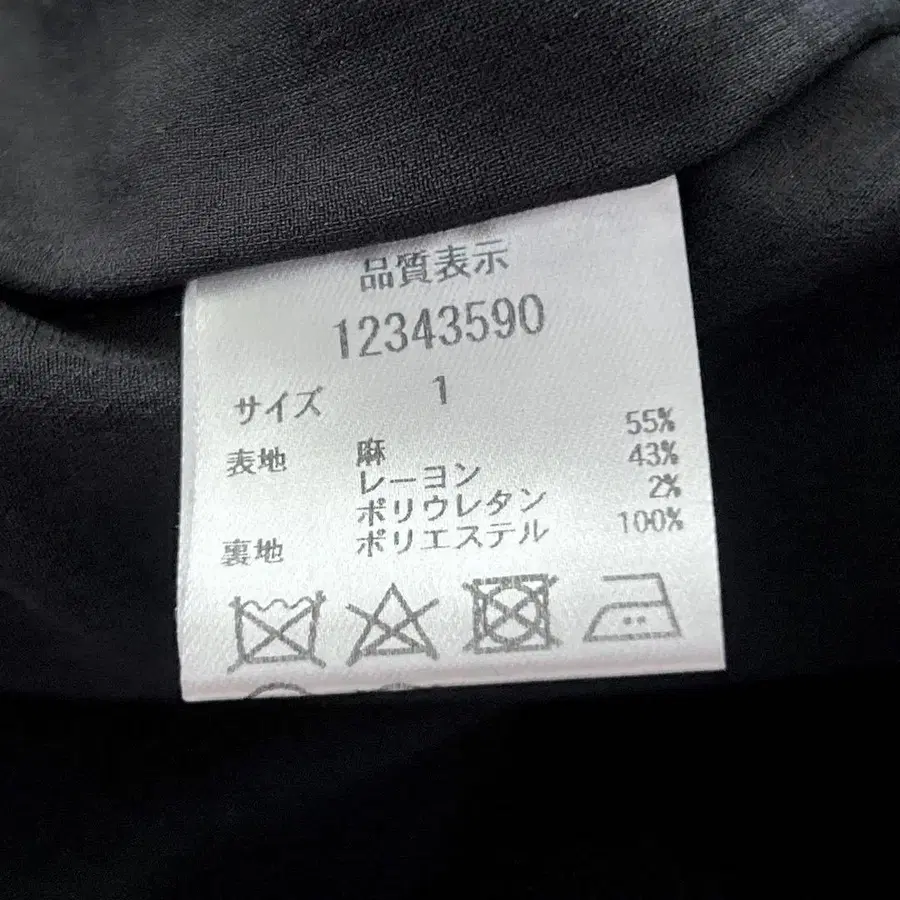 品質表示
12343590
サイズ 1
表地 麻 55%
レーヨン 43%
ポリウレタン 2%
裏地 ポリエステル 100%